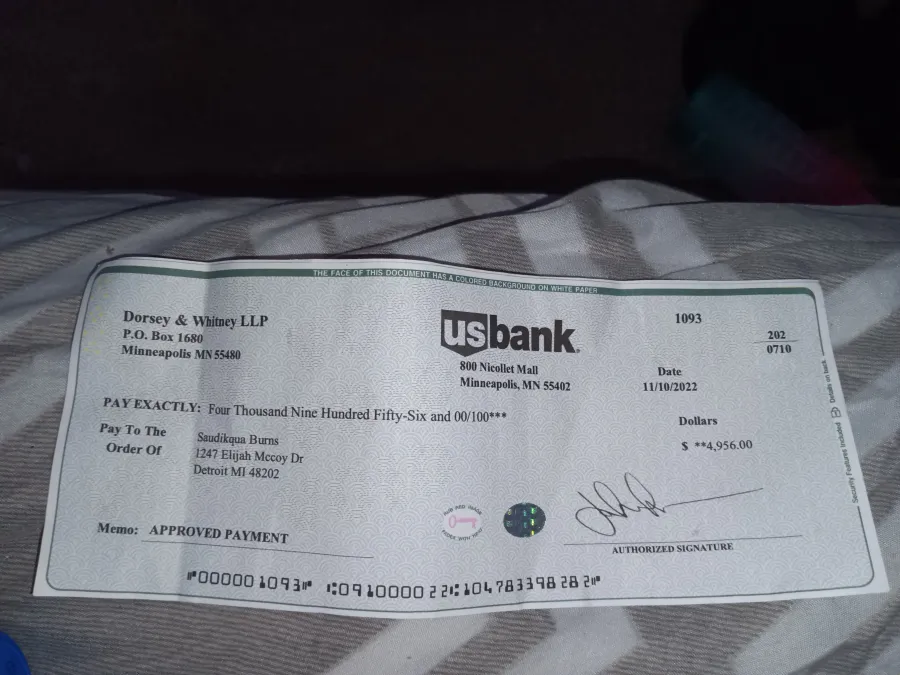 THE FACE OF THIS DOCUMENT HAS A COLORED BACKGROUND ON WHITE PAPER
Dorsey & Whitney LLP
P.O. Box 1680
Minneapolis MN 55480
usbank.
800 Nicollet Mall
Minneapolis, MN 55402
1093
202
0710
Date
11/10/2022
PAY EXACTLY: Four Thousand Nine Hundred Fifty-Six and 00/100***
Dollars
$ **4,956.00
Pay To The
Order Of
Saudikqua Burns
1247 Elijah Mccoy Dr
Detroit MI 48202
Memo: APPROVED PAYMENT
AUTHORIZED SIGNATURE
Security Features Included Details on back
⑈00000 1093⑈ ⑆091000022⑆104783398282⑈